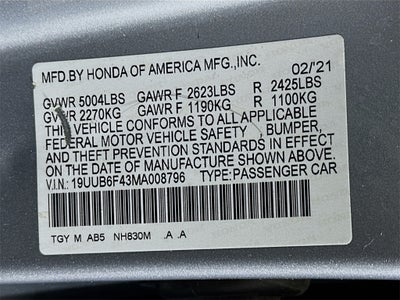 MFD.BY HONDA OF AMERICA MFG.,INC. 02/'21
GVWR 5004LBS GAWR F 2623LBS R 2425LBS
GVWR 2270KG GAWR F 1190KG R 1100KG
THIS VEHICLE CONFORMS TO ALL APPLICABLE
FEDERAL MOTOR VEHICLE SAFETY BUMPER,
AND THEFT PREVENTION STANDARDS IN EFFECT
ON THE DATE OF MANUFACTURE SHOWN ABOVE.
V.I.N.:19UUB6F43MA008796 TYPE:PASSENGER CAR
TGY M AB5 NH830M .A .A